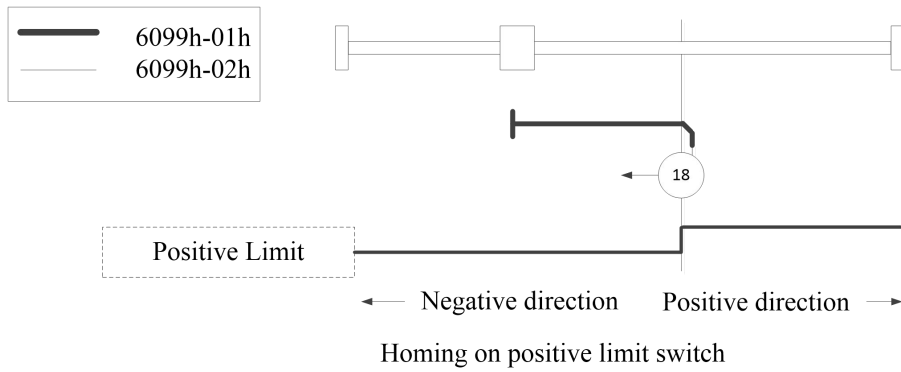 6099h-01h
6099h-02h
18
Positive Limit
Negative direction
Positive direction
Homing on positive limit switch